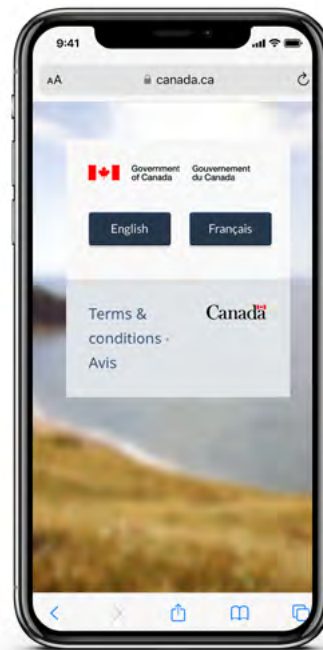 9:41
AA canada.ca
Government Gouvernement
of Canada du Canada
English Français
Terms & Canada
conditions ·
Avis